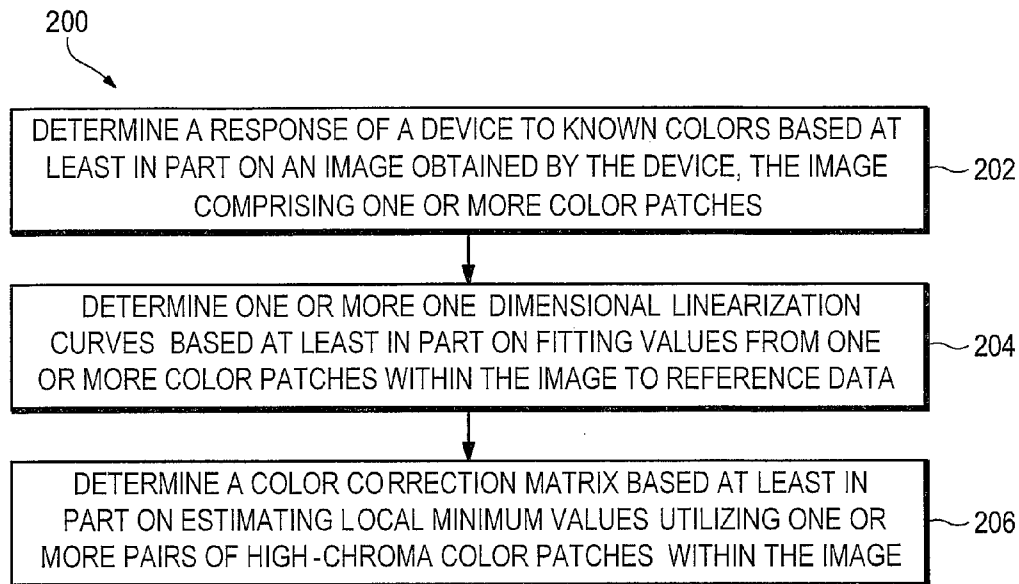 200
DETERMINE A RESPONSE OF A DEVICE TO KNOWN COLORS BASED AT
LEAST IN PART ON AN IMAGE OBTAINED BY THE DEVICE, THE IMAGE
COMPRISING ONE OR MORE COLOR PATCHES
202
DETERMINE ONE OR MORE ONE DIMENSIONAL LINEARIZATION
CURVES BASED AT LEAST IN PART ON FITTING VALUES FROM ONE
OR MORE COLOR PATCHES WITHIN THE IMAGE TO REFERENCE DATA
204
DETERMINE A COLOR CORRECTION MATRIX BASED AT LEAST IN
PART ON ESTIMATING LOCAL MINIMUM VALUES UTILIZING ONE OR
MORE PAIRS OF HIGH-CHROMA COLOR PATCHES WITHIN THE IMAGE
206